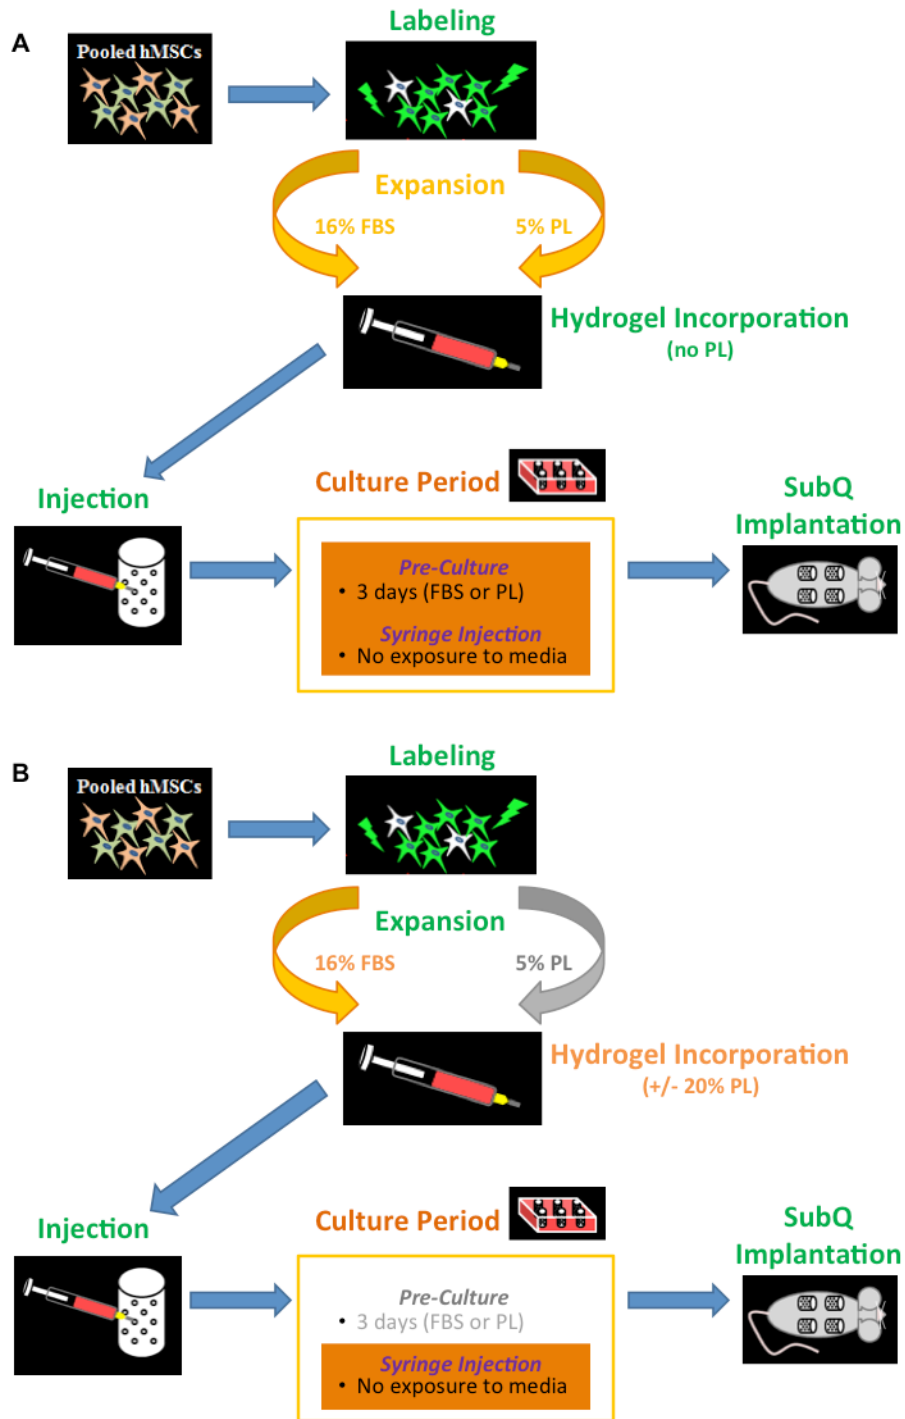 A
Pooled hMSCs
Labeling
Expansion
16% FBS
5% PL
Hydrogel Incorporation
(no PL)
Injection
Culture Period
SubQ
Implantation
Pre-Culture
• 3 days (FBS or PL)
Syringe Injection
• No exposure to media
B
Pooled hMSCs
Labeling
Expansion
16% FBS
5% PL
Hydrogel Incorporation
(+/- 20% PL)
Injection
Culture Period
SubQ
Implantation
Pre-Culture
• 3 days (FBS or PL)
Syringe Injection
• No exposure to media